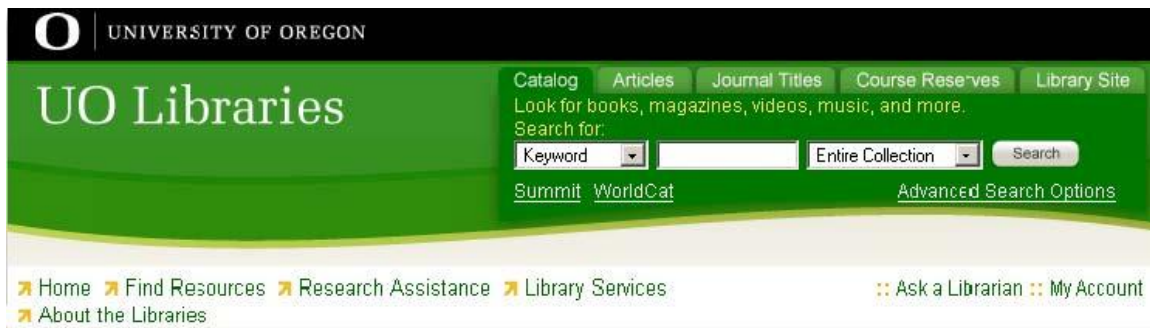 O UNIVERSITY OF OREGON
UO Libraries
Catalog Articles Journal Titles Course Reserves Library Site
Look for books, magazines, videos, music, and more.
Search for:
Keyword Entire Collection Search
Summit WorldCat Advanced Search Options
Home Find Resources Research Assistance Library Services :: Ask a Librarian :: My Account
About the Libraries